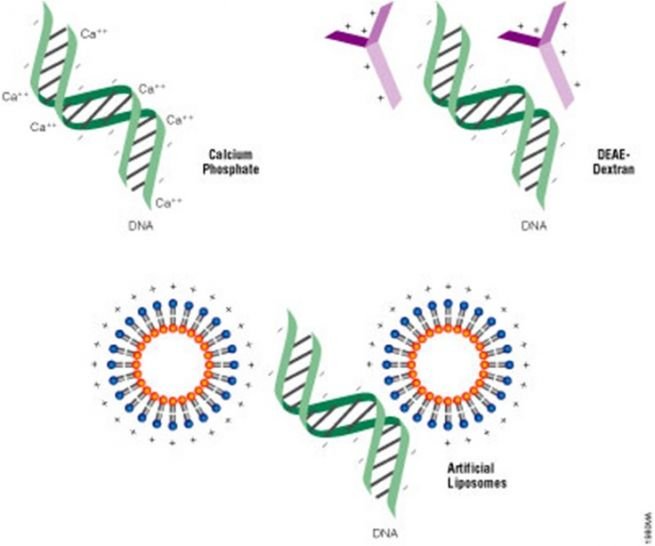 Ca++
Ca++
Ca++
Ca++
Ca++
Ca++
Calcium
Phosphate
DNA
DEAE-
Dextran
DNA
Artificial
Liposomes
DNA